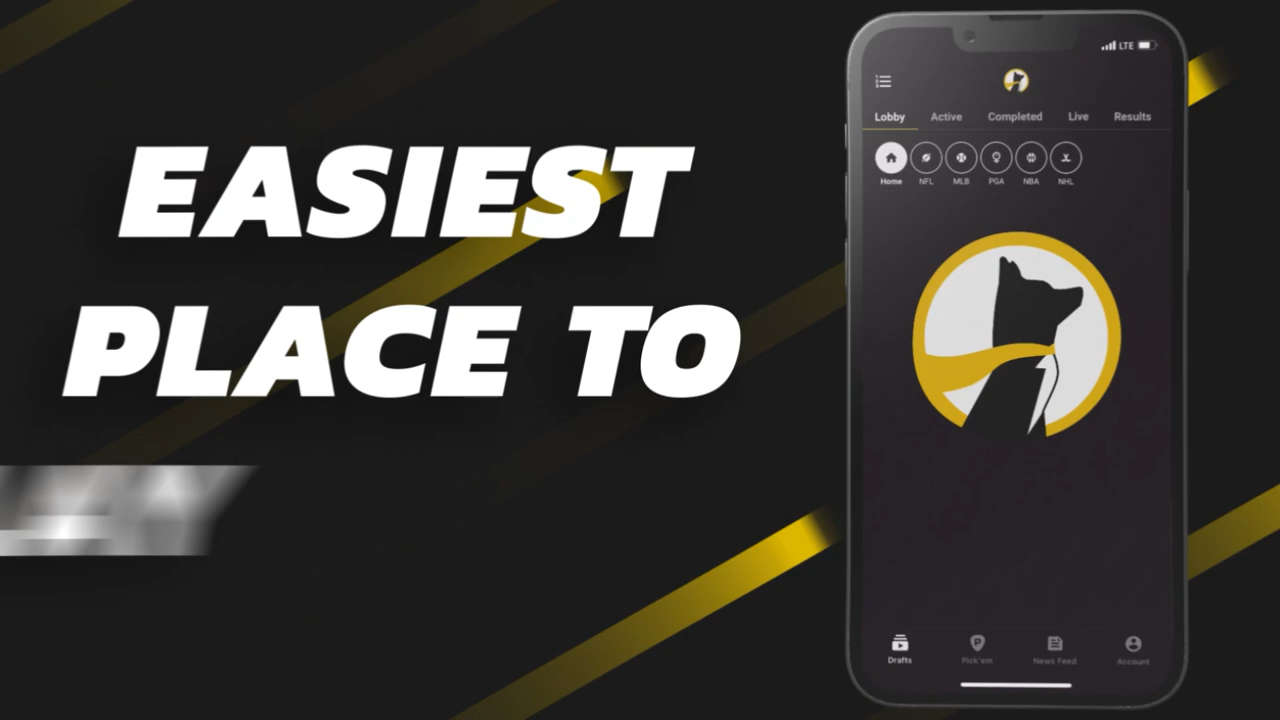 EASIEST
PLACE TO
LTE
Lobby Active Completed Live Results
Home NFL MLB PGA NBA NHL
Drafts Pick'em News Feed Account